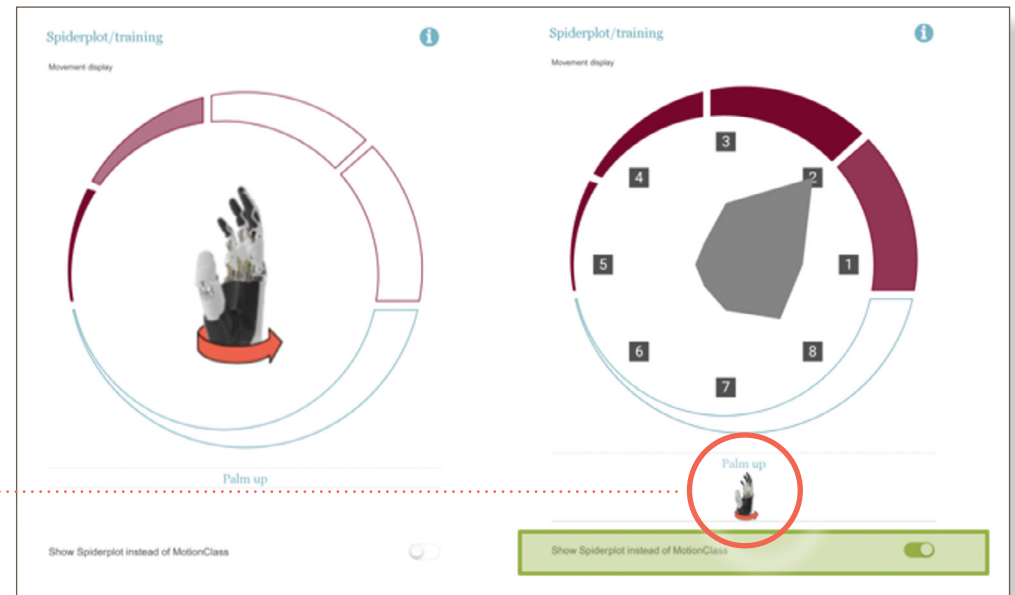 Spiderplot/training
Movement display
Palm up
Show Spiderplot instead of MotionClass
Spiderplot/training
Movement display
3
4
2
5
1
6
8
7
Palm up
Show Spiderplot instead of MotionClass